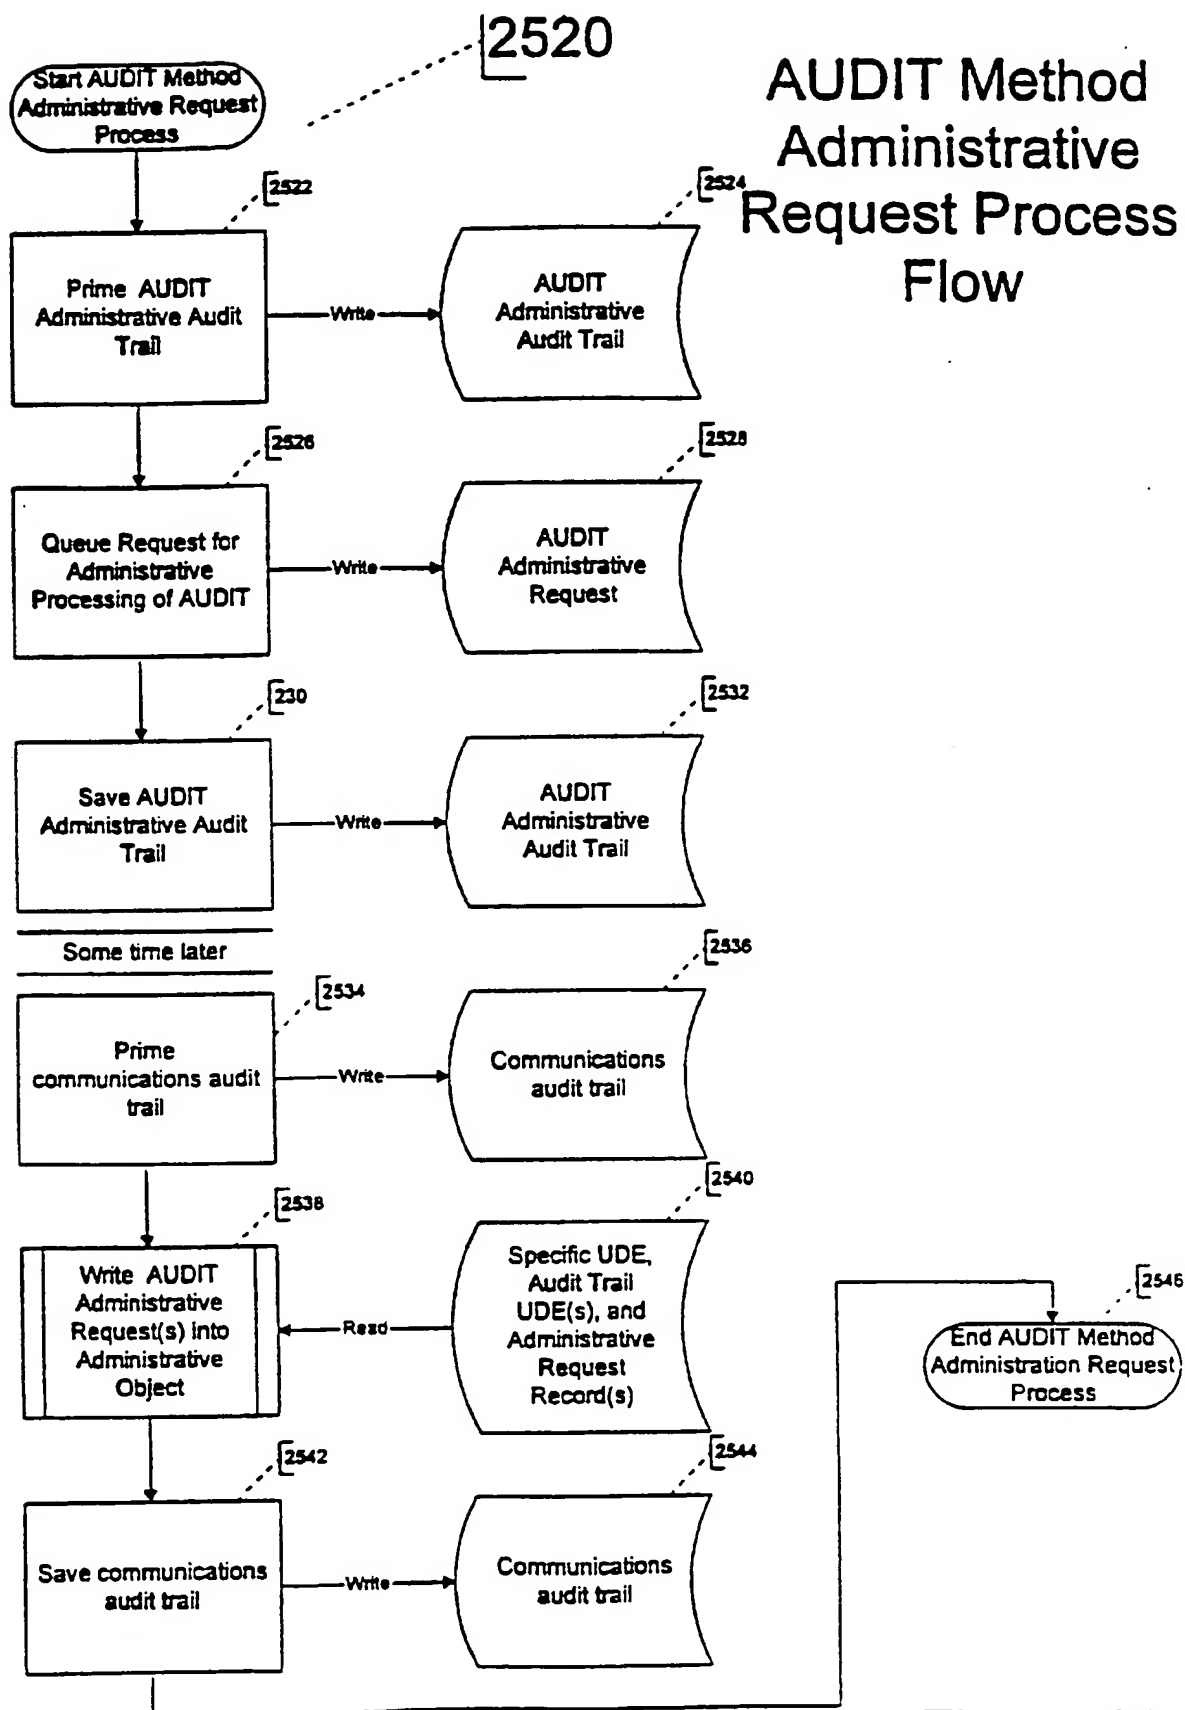 2520
AUDIT Method
Administrative
Request Process
Flow
Start AUDIT Method
Administrative Request
Process
2522
Prime AUDIT
Administrative Audit
Trail
Write
2524
AUDIT
Administrative
Audit Trail
2526
Queue Request for
Administrative
Processing of AUDIT
Write
2528
AUDIT
Administrative
Request
230
Save AUDIT
Administrative Audit
Trail
Write
2532
AUDIT
Administrative
Audit Trail
Some time later
2534
Prime
communications audit
trail
Write
2536
Communications
audit trail
2538
Write AUDIT
Administrative
Request(s) into
Administrative
Object
Read
2540
Specific UDE,
Audit Trail
UDE(s), and
Administrative
Request
Record(s)
2542
Save communications
audit trail
Write
2544
Communications
audit trail
2546
End AUDIT Method
Administration Request
Process